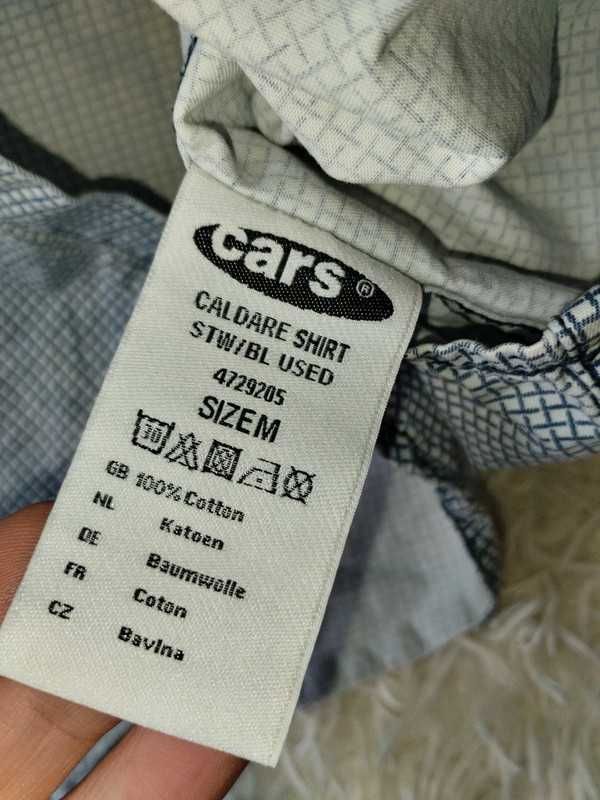 cars®
CALDARE SHIRT
STW/BL USED
4729205
SIZEM
30
GB 100% Cotton
NL Katoen
DE Baumwolle
FR Coton
CZ Bavlna